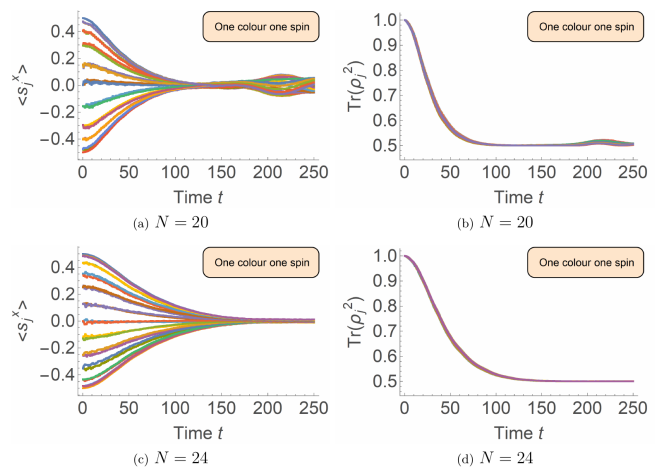 One colour one spin
<s_j^x>
0.4
0.2
0.0
−0.2
−0.4
0 50 100 150 200 250
Time t
(a) N = 20
One colour one spin
Tr(ρ_j^2)
1.0
0.9
0.8
0.7
0.6
0.5
0 50 100 150 200 250
Time t
(b) N = 20
One colour one spin
<s_j^x>
0.4
0.2
0.0
−0.2
−0.4
0 50 100 150 200 250
Time t
(c) N = 24
One colour one spin
Tr(ρ_j^2)
1.0
0.9
0.8
0.7
0.6
0.5
0 50 100 150 200 250
Time t
(d) N = 24